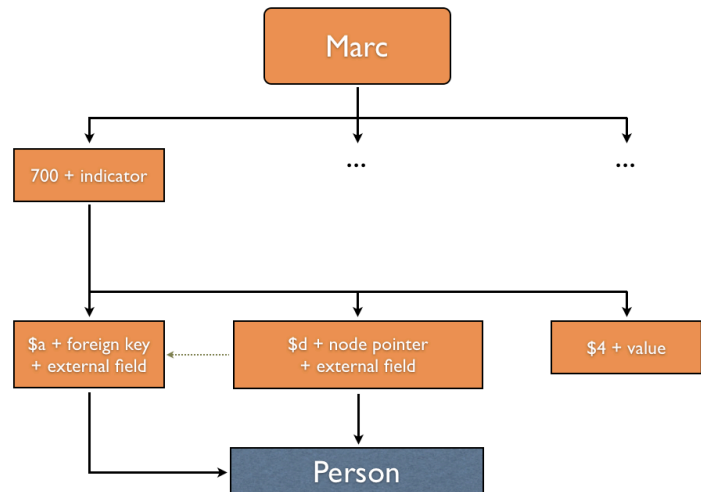 Marc
700 + indicator
...
...
$a + foreign key
+ external field
$d + node pointer
+ external field
$4 + value
Person